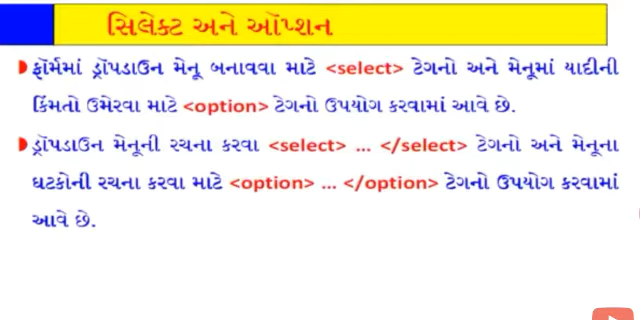 સિલેક્ટ અને ઑપ્શન
ફૉર્મમાં ડ્રૉપડાઉન મેનૂ બનાવવા માટે <select> ટેગનો અને મેનૂમાં યાદીની
કિંમતો ઉમેરવા માટે <option> ટેગનો ઉપયોગ કરવામાં આવે છે.
ડ્રૉપડાઉન મેનૂની રચના કરવા <select> ... </select> ટેગનો અને મેનૂના
ઘટકોની રચના કરવા માટે <option> ... </option> ટેગનો ઉપયોગ કરવામાં
આવે છે.